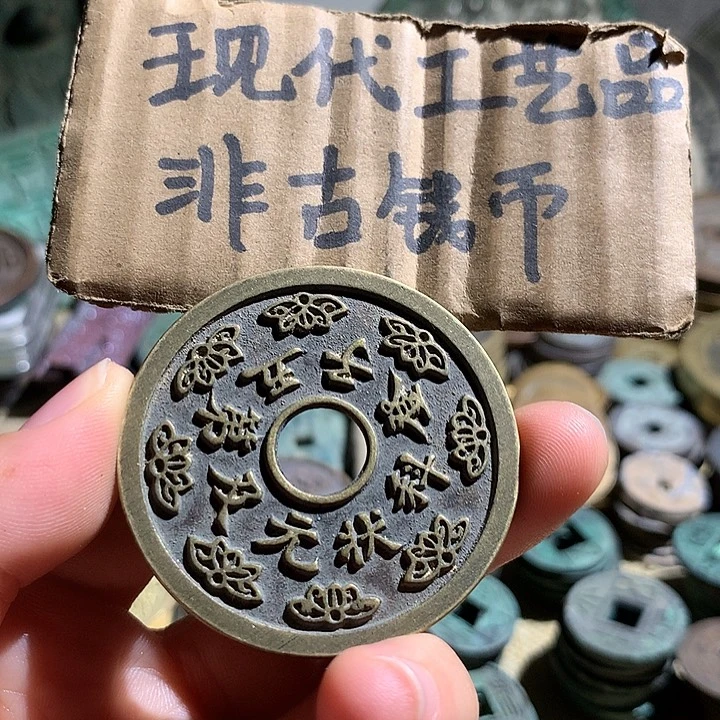 现代工艺品
非古钱币
五子登科状元及第